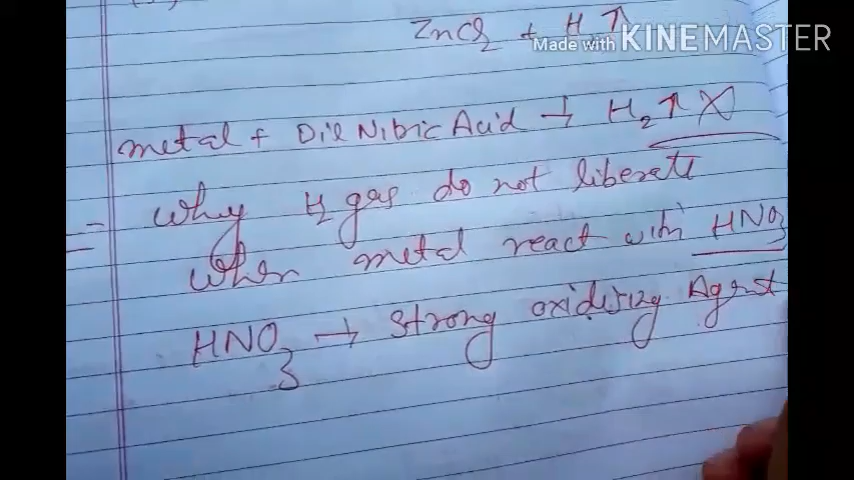 ZnCl2 + H ↑
Made with KINEMASTER
metal + Dil Nitric Acid → H2↑ X
Why H2 gas do not liberate
When metal react with HNO3
HNO3 → Strong oxidising Agent